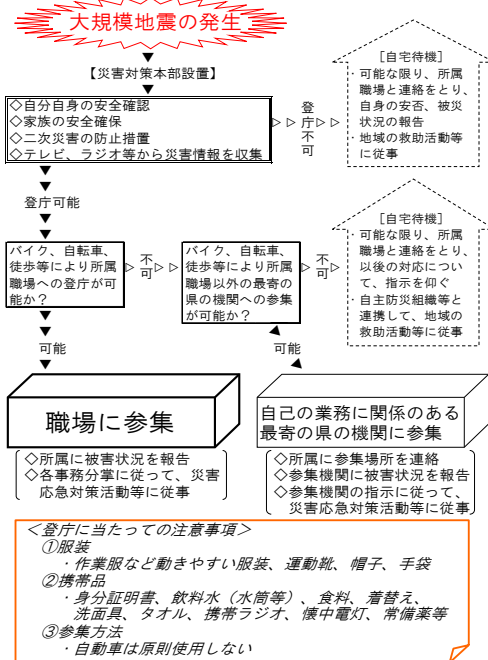 大規模地震の発生
▼
【災害対策本部設置】
▼
◇自分自身の安全確認
◇家族の安全確保
◇二次災害の防止措置
◇テレビ、ラジオ等から災害情報を収集
▷▷登庁不可▷▷
[自宅待機]
・可能な限り、所属
職場と連絡をとり、
自身の安否、被災
状況の報告
・地域の救助活動等
に従事
▼
▼
登庁可能
▼
▼
バイク、自転車、
徒歩等により所属
職場への登庁が可
能か？
▷不可▷▷
バイク、自転車、
徒歩等により所属
職場以外の最寄の
県の機関への参集
が可能か？
▷不可▷
[自宅待機]
・可能な限り、所属
職場と連絡をとり、
以後の対応につい
て、指示を仰ぐ
・自主防災組織等と
連携して、地域の
救助活動等に従事
▼
▼
可能
▼
職場に参集
◇所属に被害状況を報告
◇各事務分掌に従って、災害
応急対策活動等に従事
可能
自己の業務に関係のある
最寄の県の機関に参集
◇所属に参集場所を連絡
◇参集機関に被害状況を報告
◇参集機関の指示に従って、
災害応急対策活動等に従事
＜登庁に当たっての注意事項＞
①服装
・作業服など動きやすい服装、運動靴、帽子、手袋
②携帯品
・身分証明書、飲料水（水筒等）、食料、着替え、
洗面具、タオル、携帯ラジオ、懐中電灯、常備薬等
③参集方法
・自動車は原則使用しない